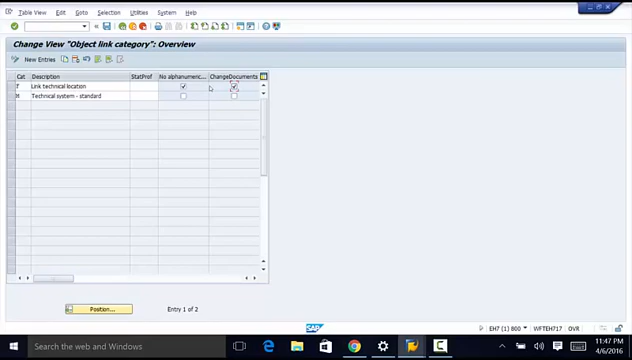 Table View Edit Goto Selection Utilities System Help
Change View "Object link category": Overview
New Entries
Cat Description StatProf No alphanumeric... ChangeDocuments
F Link technical location
M Technical system - standard
Position...
Entry 1 of 2
SAP
EH7 (1) 800 WFTEH717 OVR
Search the web and Windows
11:47 PM
4/6/2016